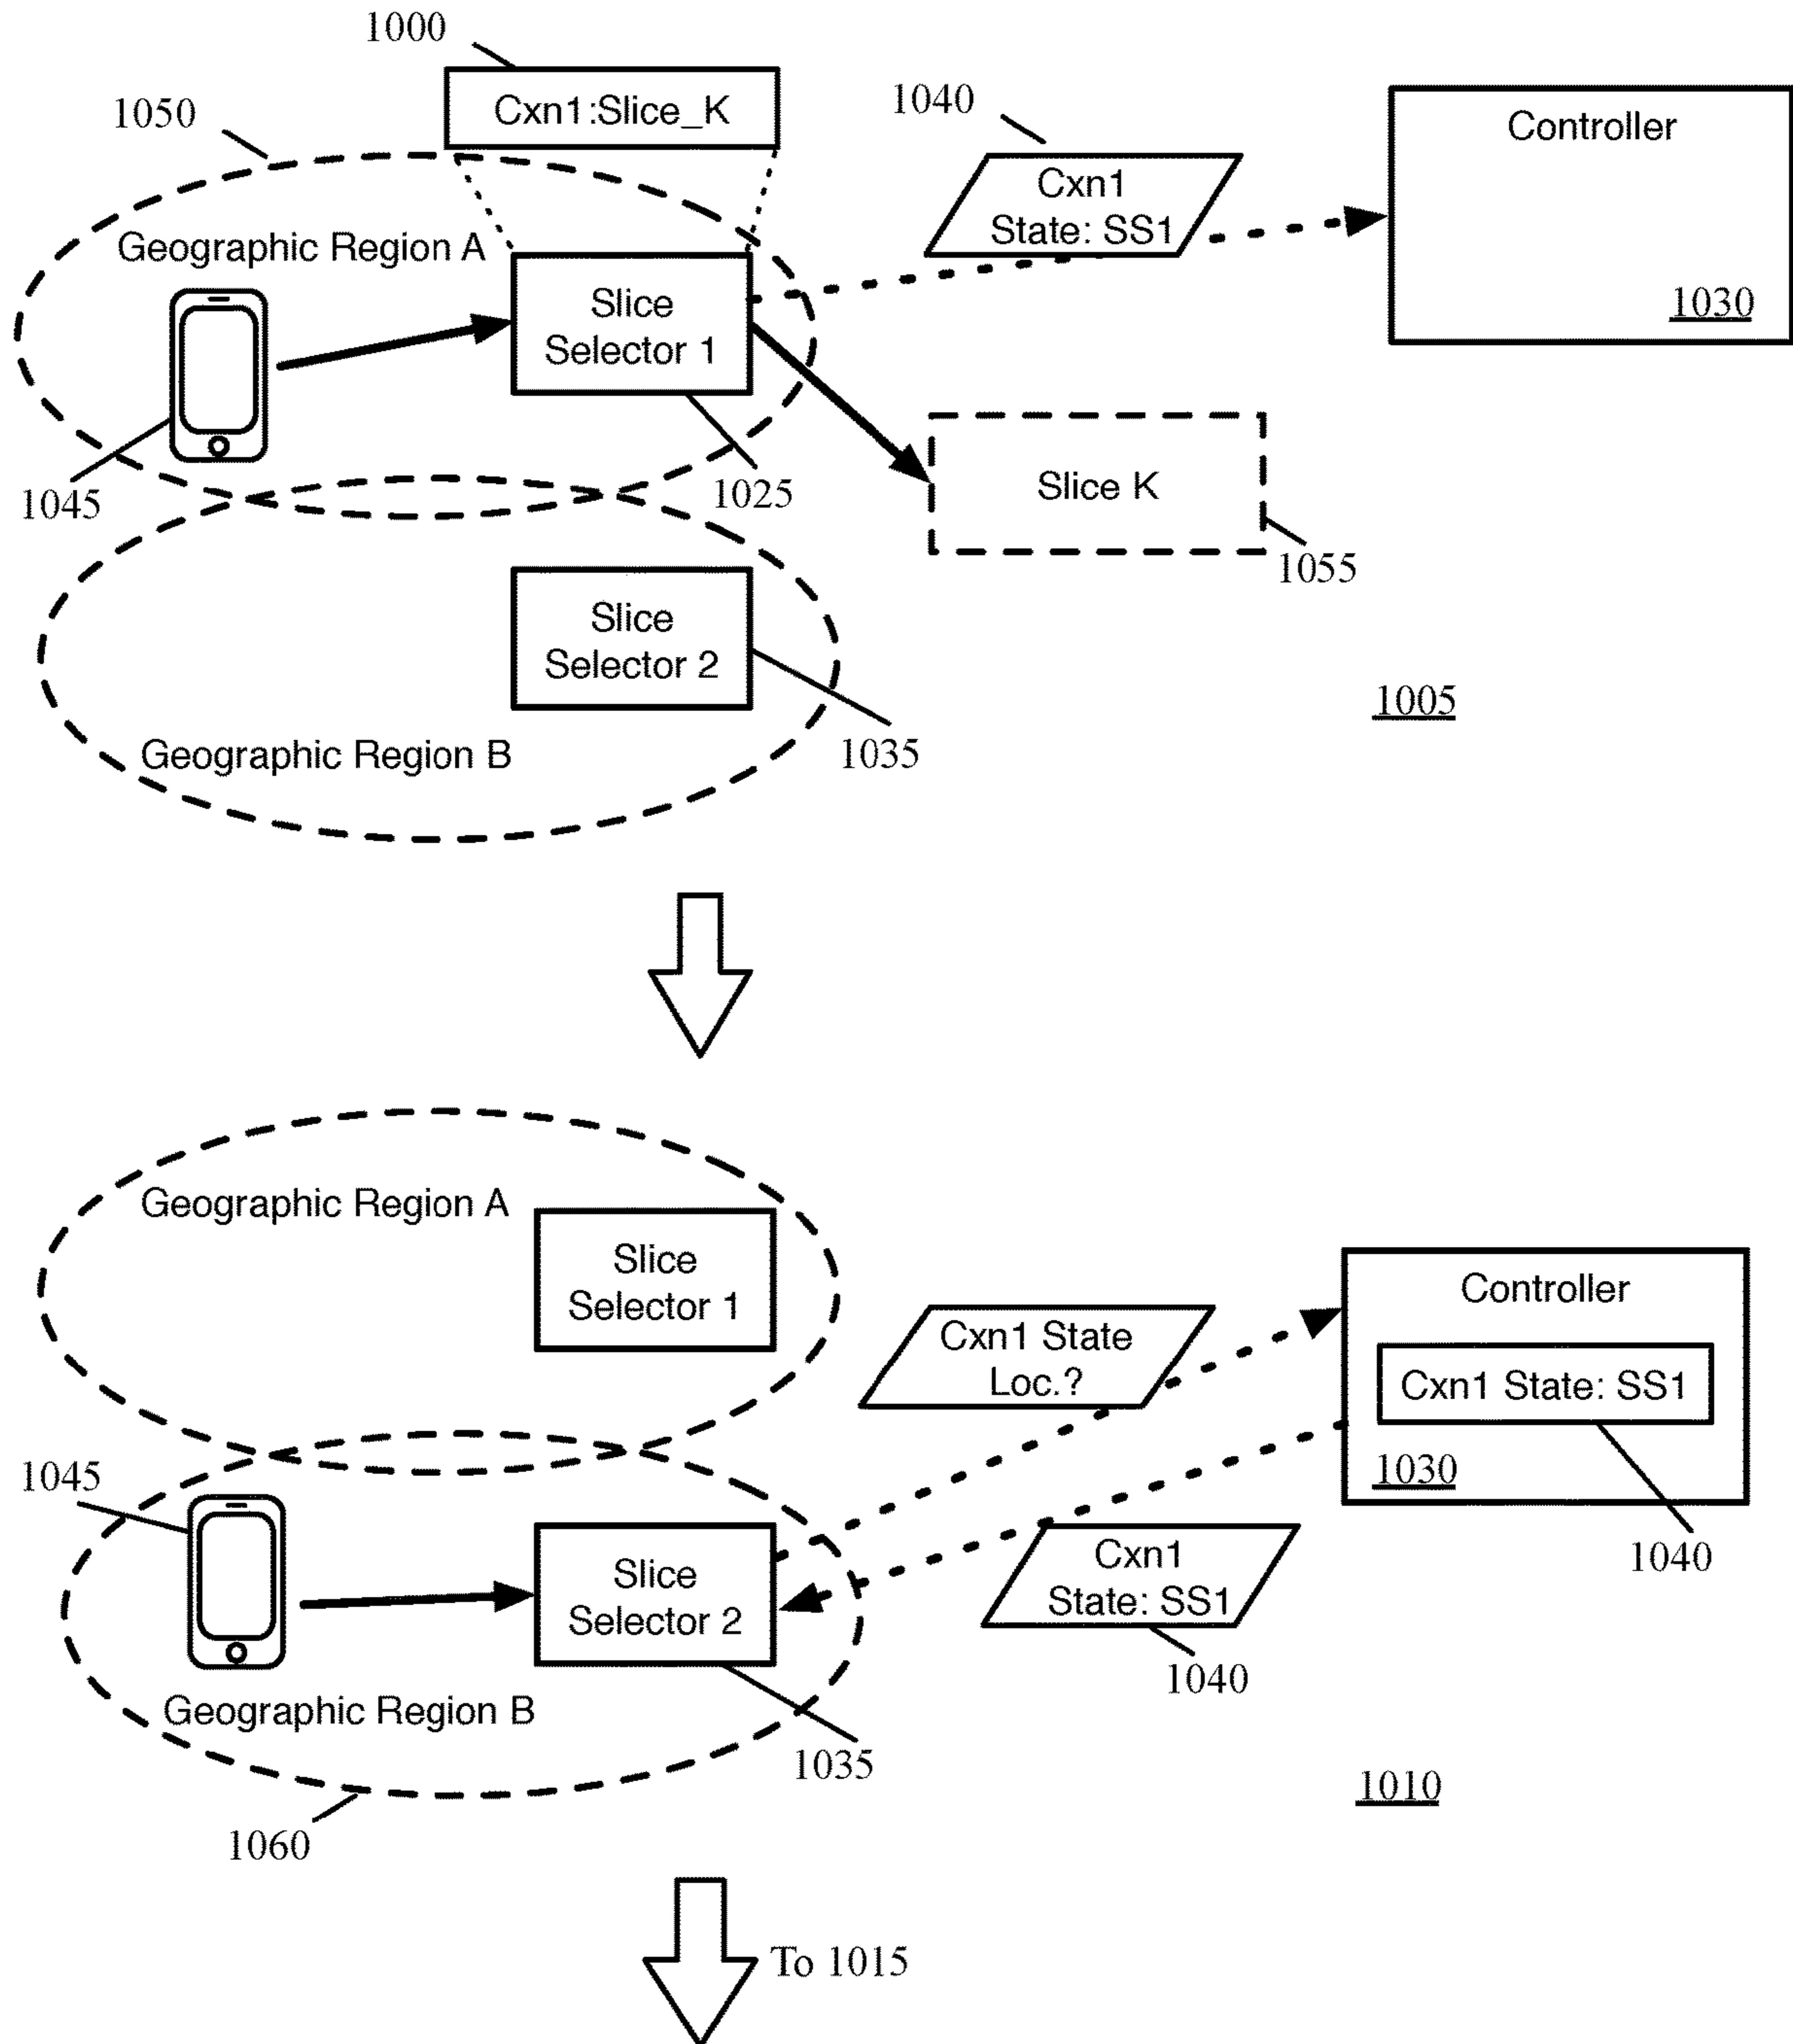 1000
Cxn1:Slice_K
1050
1040
Controller
Cxn1
State: SS1
Geographic Region A
1030
Slice
Selector 1
1045
1025
Slice K
1055
Slice
Selector 2
1005
Geographic Region B
1035
Geographic Region A
Slice
Selector 1
Controller
Cxn1 State
Loc.?
Cxn1 State: SS1
1045
1030
Slice
Selector 2
Cxn1
State: SS1
1040
1040
Geographic Region B
1035
1010
1060
To 1015